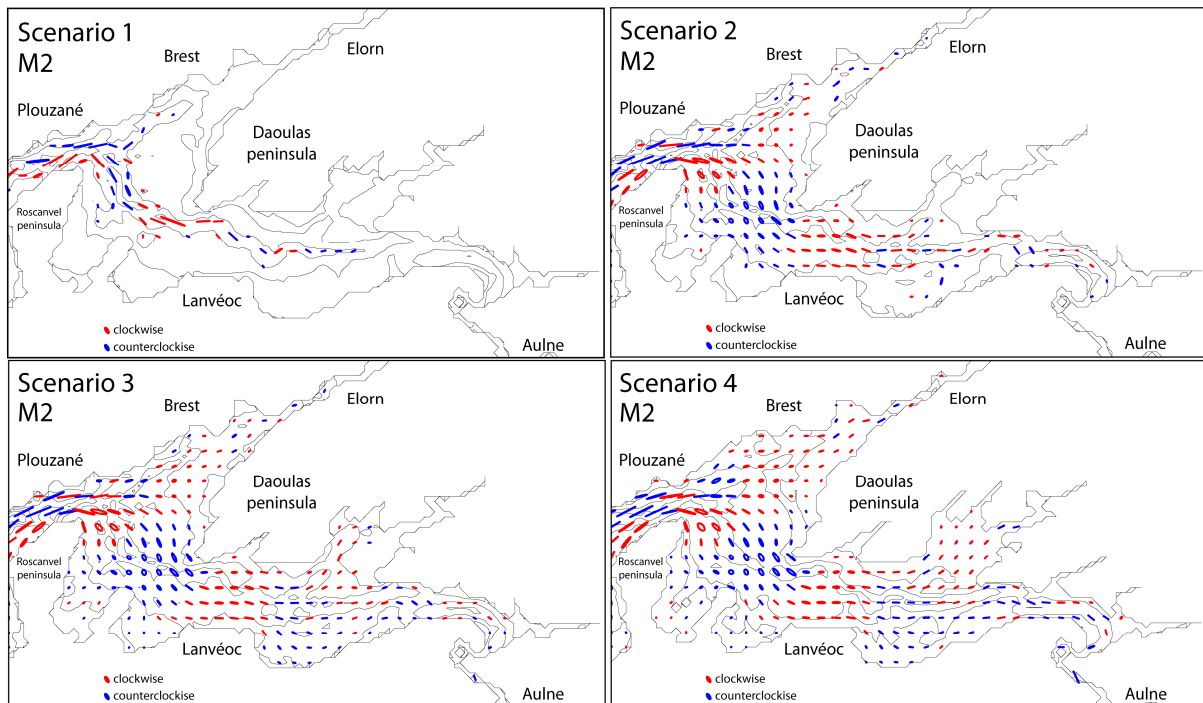 Scenario 1
M2
Brest
Elorn
Plouzané
Daoulas
peninsula
Roscanvel
peninsula
Lanvéoc
clockwise
counterclockise
Aulne
Scenario 2
M2
Brest
Elorn
Plouzané
Daoulas
peninsula
Roscanvel
peninsula
Lanvéoc
clockwise
counterclockise
Aulne
Scenario 3
M2
Brest
Elorn
Plouzané
Daoulas
peninsula
Roscanvel
peninsula
Lanvéoc
clockwise
counterclockise
Aulne
Scenario 4
M2
Brest
Elorn
Plouzané
Daoulas
peninsula
Roscanvel
peninsula
Lanvéoc
clockwise
counterclockise
Aulne